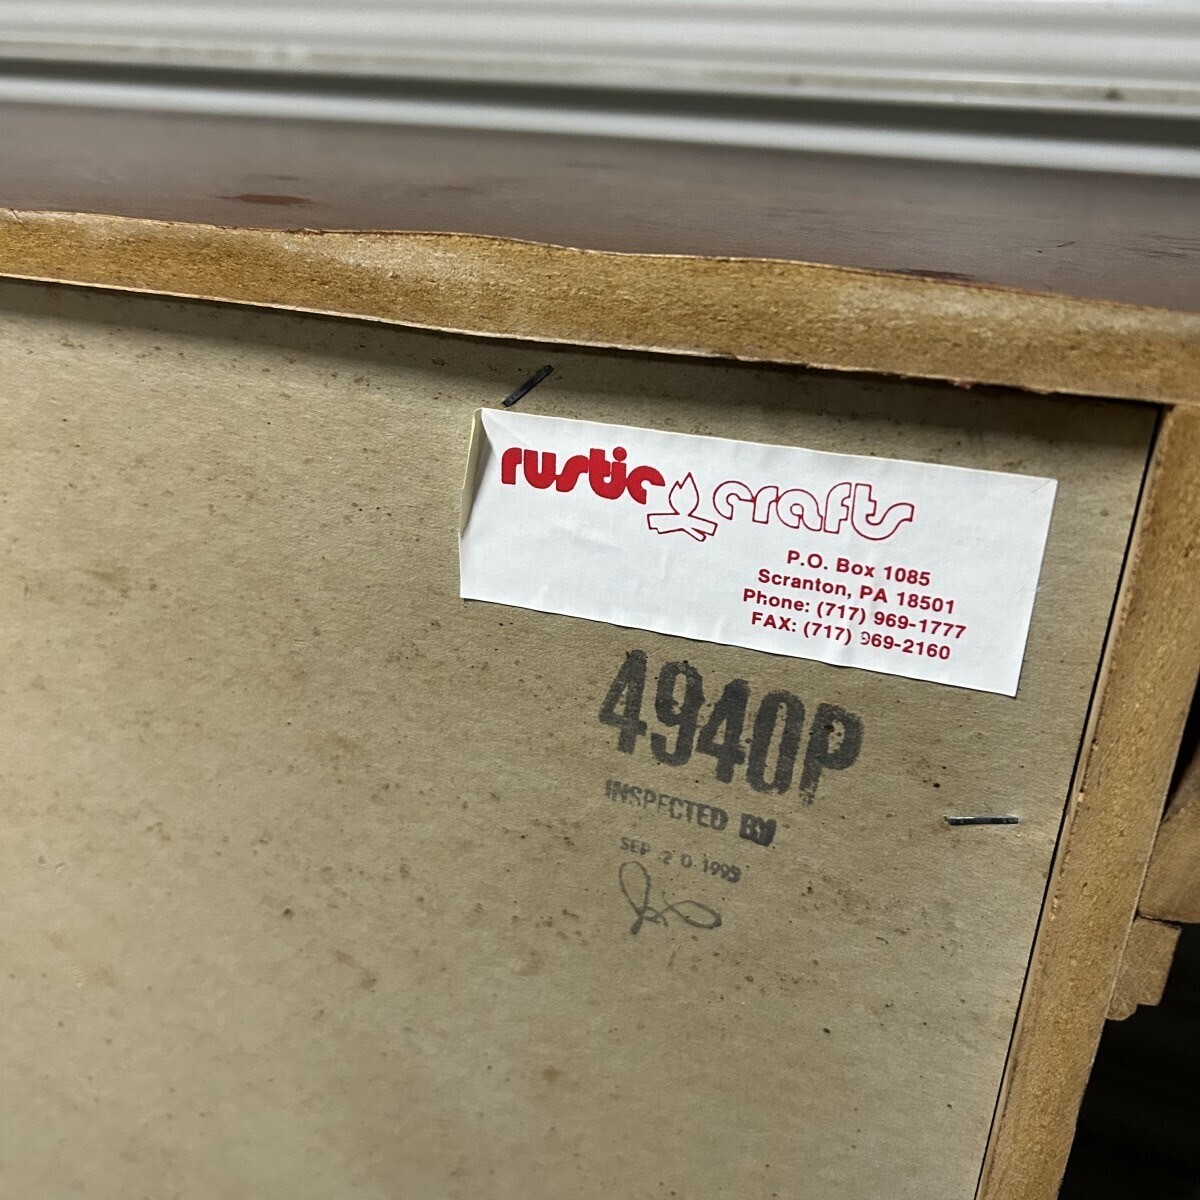 rustic crafts
P.O. Box 1085
Scranton, PA 18501
Phone: (717) 969-1777
FAX: (717) 969-2160
4940P
INSPECTED BY
SEP 20 1995